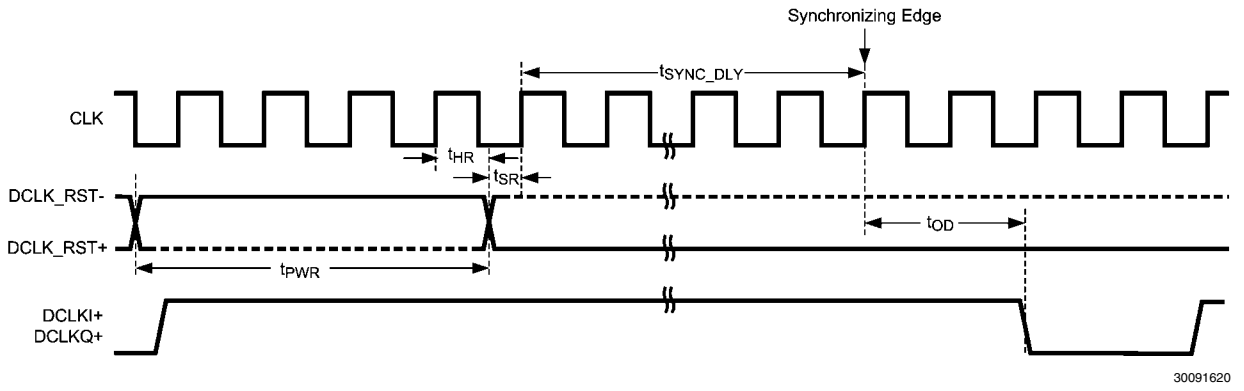 Synchronizing Edge
tSYNC_DLY
CLK
tHR
tSR
DCLK_RST-
tOD
DCLK_RST+
tPWR
DCLKI+
DCLKQ+
30091620